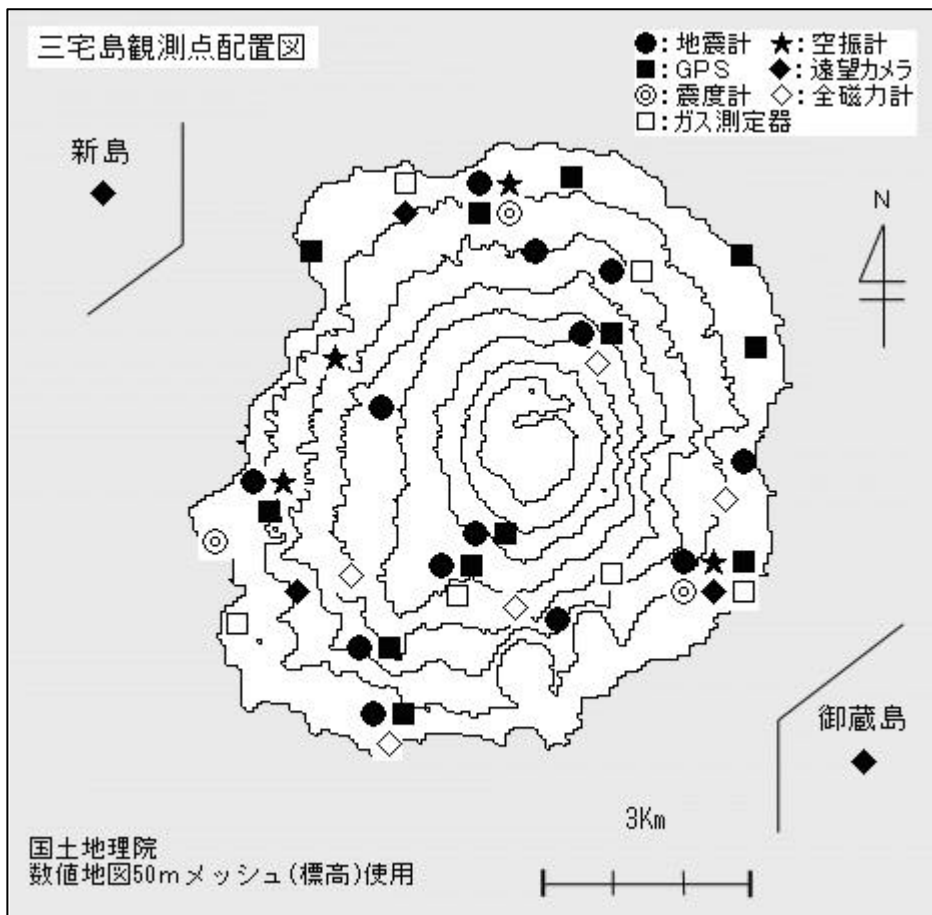 三宅島観測点配置図
●：地震計 ★：空振計
■：GPS ◆：遠望カメラ
◎：震度計 ◇：全磁力計
□：ガス測定器
新島
N
御蔵島
3Km
国土地理院
数値地図50mメッシュ(標高)使用